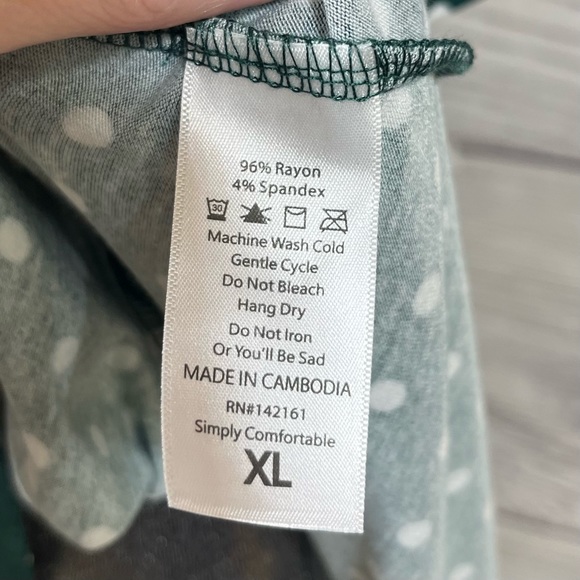 96% Rayon
4% Spandex
30
Machine Wash Cold
Gentle Cycle
Do Not Bleach
Hang Dry
Do Not Iron
Or You'll Be Sad
MADE IN CAMBODIA
RN#142161
Simply Comfortable
XL